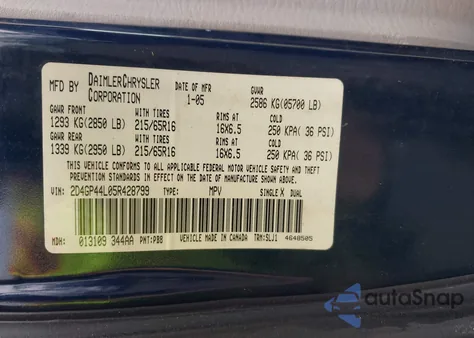 MFD BY DAIMLERCHRYSLER CORPORATION DATE OF MFR 1-05 GVWR 2586 KG(05700 LB)
GAWR FRONT WITH TIRES RIMS AT COLD
1293 KG(2850 LB) 215/65R16 16X6.5 250 KPA( 36 PSI)
GAWR REAR WITH TIRES RIMS AT COLD
1339 KG(2950 LB) 215/65R16 16X6.5 250 KPA( 36 PSI)
THIS VEHICLE CONFORMS TO ALL APPLICABLE FEDERAL MOTOR VEHICLE SAFETY,
BUMPER, AND THEFT PREVENTION STANDARDS IN EFFECT ON THE DATE OF
MANUFACTURE SHOWN ABOVE.
VIN: 2D4GP44L05R428799 TYPE: MPV SINGLE X DUAL
MDH: 013109 344AA PNT:PB8 VEHICLE MADE IN CANADA TRM:SLJ1 4648505
autoSnap